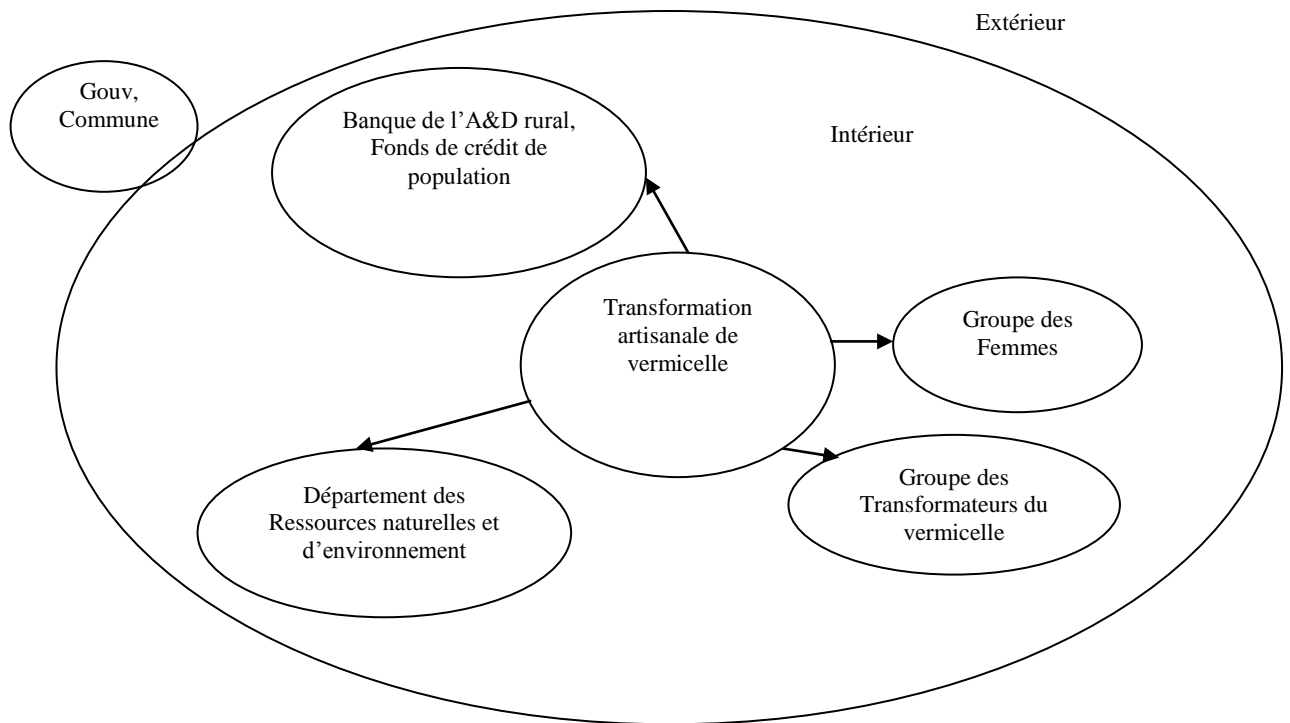 Extérieur
Gouv,
Commune
Banque de l’A&D rural,
Fonds de crédit de
population
Intérieur
Transformation
artisanale de
vermicelle
Groupe des
Femmes
Département des
Ressources naturelles et
d’environnement
Groupe des
Transformateurs du
vermicelle